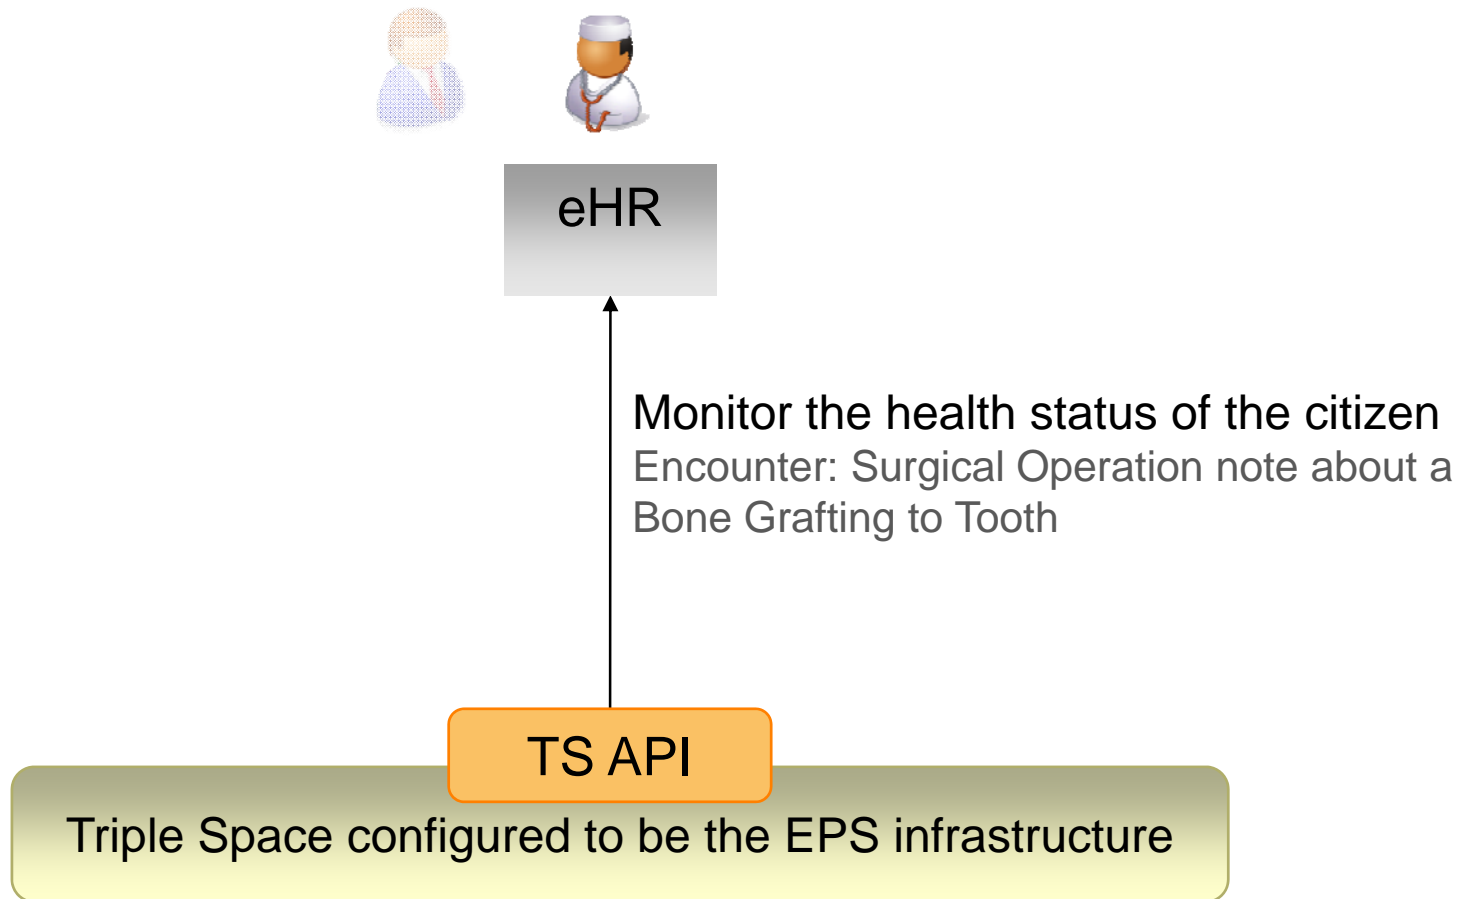 eHR
Monitor the health status of the citizen
Encounter: Surgical Operation note about a
Bone Grafting to Tooth
TS API
Triple Space configured to be the EPS infrastructure